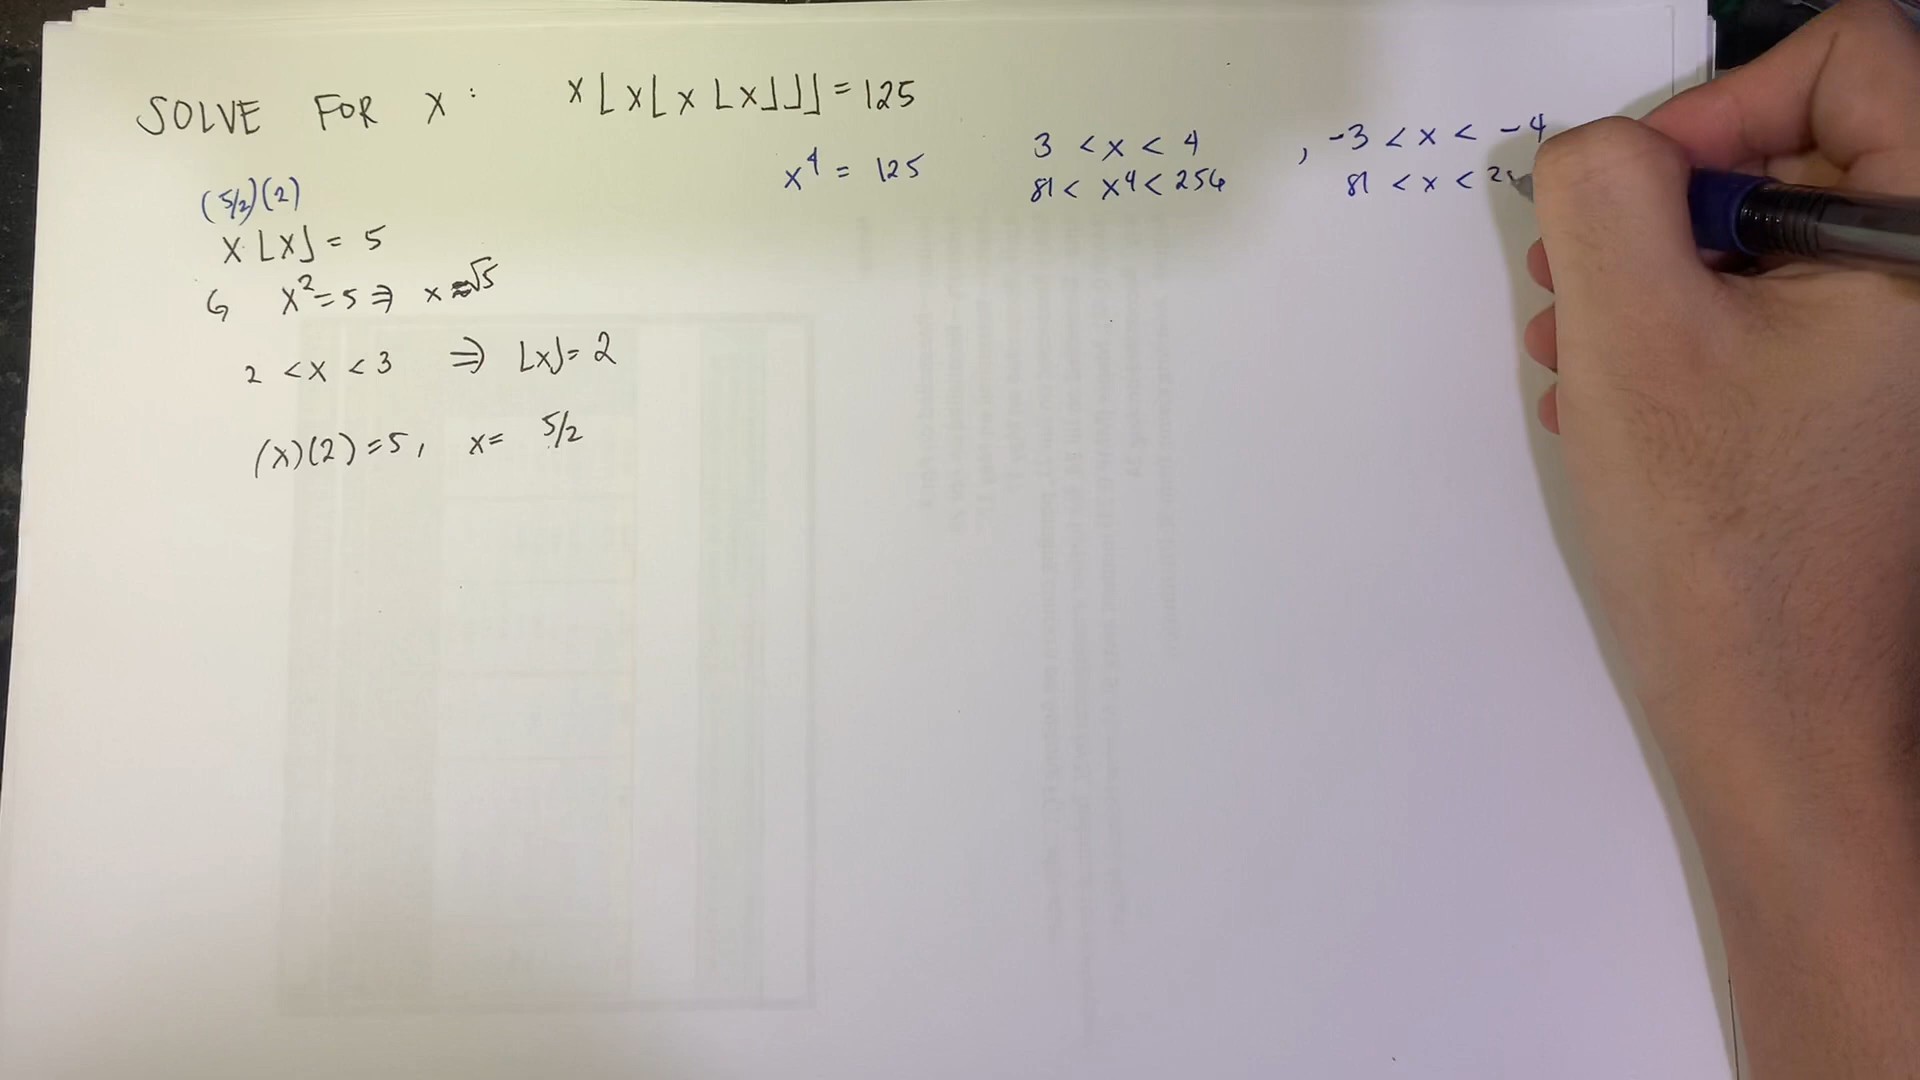 SOLVE FOR X : X⌊X⌊X⌊X⌋⌋⌋ = 125
x⁴ = 125
3 < x < 4 , -3 < x < -4
81 < x⁴ < 256 81 < x < 2
(5/2)(2)
X·⌊X⌋ = 5
↳ X² = 5 ⇒ x ≈ √5
2 < x < 3 ⇒ ⌊x⌋ = 2
(x)(2) = 5, x = 5/2